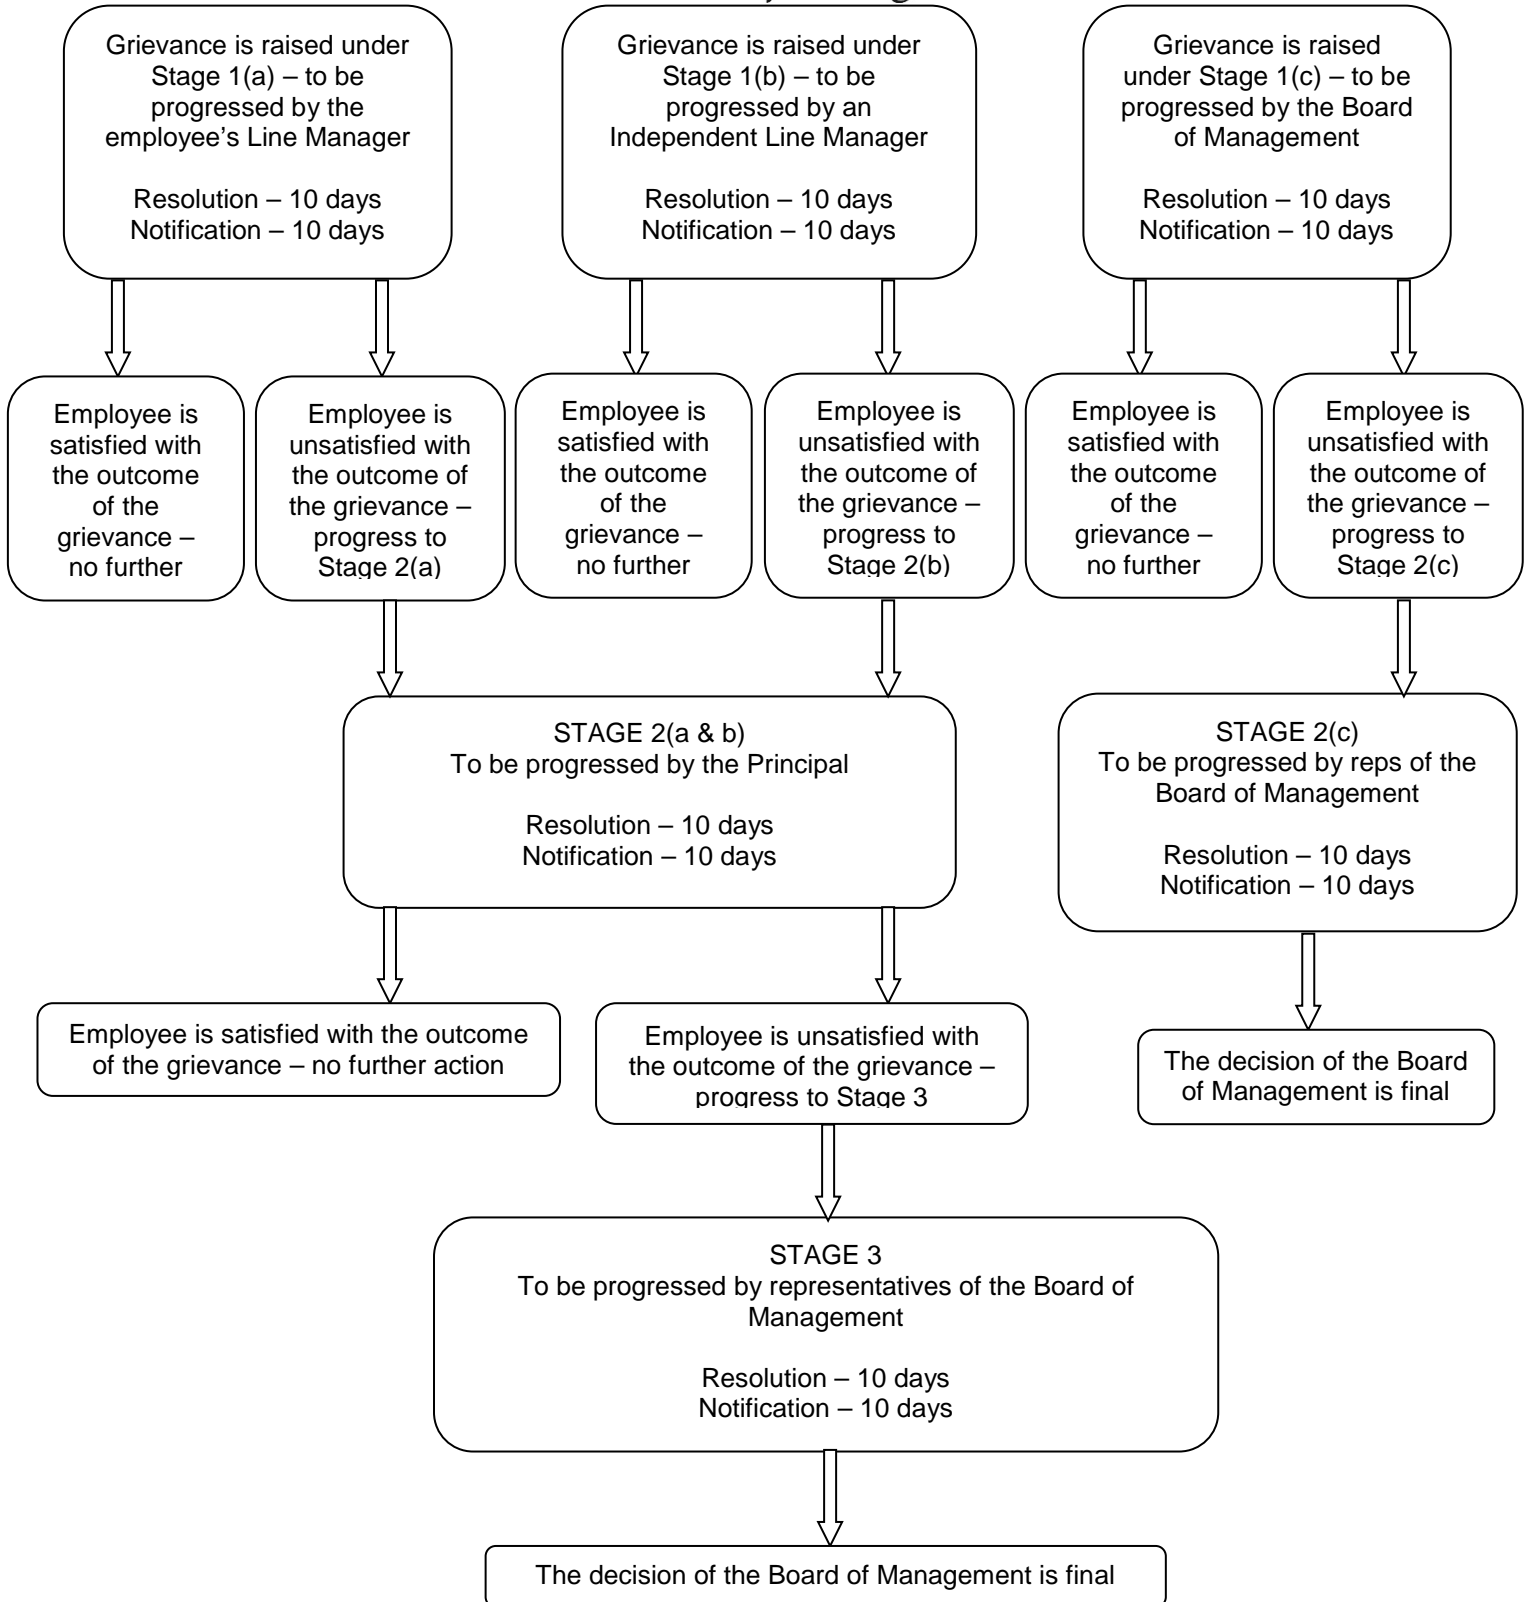 Grievance is raised under
Stage 1(a) – to be
progressed by the
employee’s Line Manager
Resolution – 10 days
Notification – 10 days
Grievance is raised under
Stage 1(b) – to be
progressed by an
Independent Line Manager
Resolution – 10 days
Notification – 10 days
Grievance is raised
under Stage 1(c) – to be
progressed by the Board
of Management
Resolution – 10 days
Notification – 10 days
Employee is
satisfied with
the outcome
of the
grievance –
no further
Employee is
unsatisfied with
the outcome of
the grievance –
progress to
Stage 2(a)
Employee is
satisfied with
the outcome
of the
grievance –
no further
Employee is
unsatisfied with
the outcome of
the grievance –
progress to
Stage 2(b)
Employee is
satisfied with
the outcome
of the
grievance –
no further
Employee is
unsatisfied with
the outcome of
the grievance –
progress to
Stage 2(c)
STAGE 2(a & b)
To be progressed by the Principal
Resolution – 10 days
Notification – 10 days
STAGE 2(c)
To be progressed by reps of the
Board of Management
Resolution – 10 days
Notification – 10 days
Employee is satisfied with the outcome
of the grievance – no further action
Employee is unsatisfied with
the outcome of the grievance –
progress to Stage 3
The decision of the Board
of Management is final
STAGE 3
To be progressed by representatives of the Board of
Management
Resolution – 10 days
Notification – 10 days
The decision of the Board of Management is final